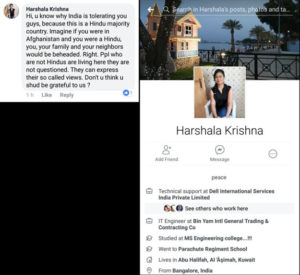 Harshala Krishna
Hi, u know why India is tolerating you
guys, because this is a Hindu majority
country. Imagine if you were in
Afghanistan and you were a Hindu,
you, your family and your neighbors
would be beheaded. Right. Ppl who
are not Hindus are living here they are
not questioned. They can express
their so called views. Don't u think u
shud be grateful to us ?
1 h Like Reply
Search in Harshala's posts, photos and ta...
Harshala Krishna
Add Friend
Message
peace
Technical support at Dell International Services
India Private Limited
See others who work here
IT Engineer at Bin Yam Intl General Trading &
Contracting Co
Studied at MS Engineering college...!!!
Went to Parachute Regiment School
Lives in Abu Halifah, Al 'Āşimah, Kuwait
From Bangalore, India